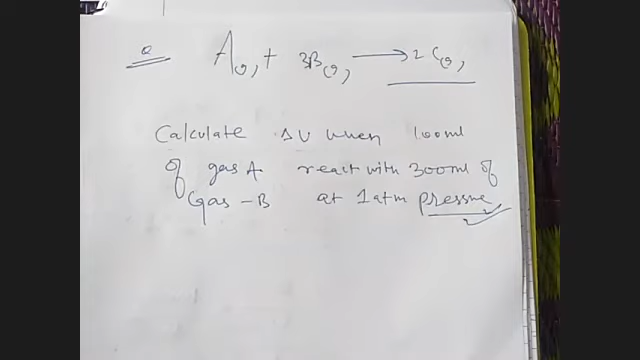 Q A(g) + 3B(g) → 2C(g)
Calculate ΔU when 100ml
of gas A react with 300ml of
Gas - B at 1 atm pressure